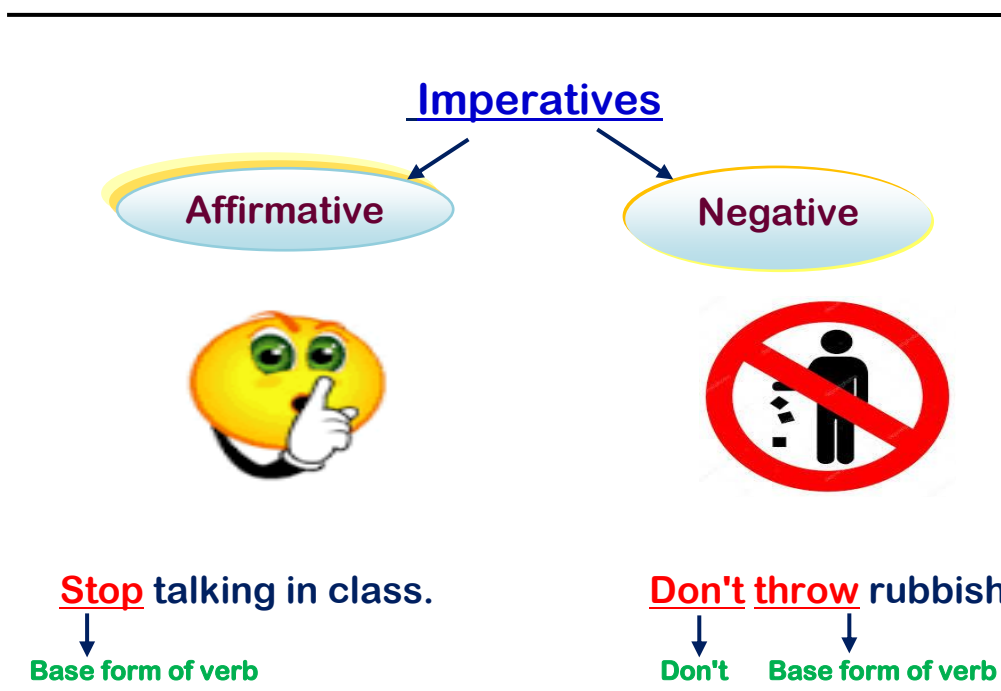 Imperatives
Affirmative Negative
Stop talking in class. Don't throw rubbish
Base form of verb Don't Base form of verb